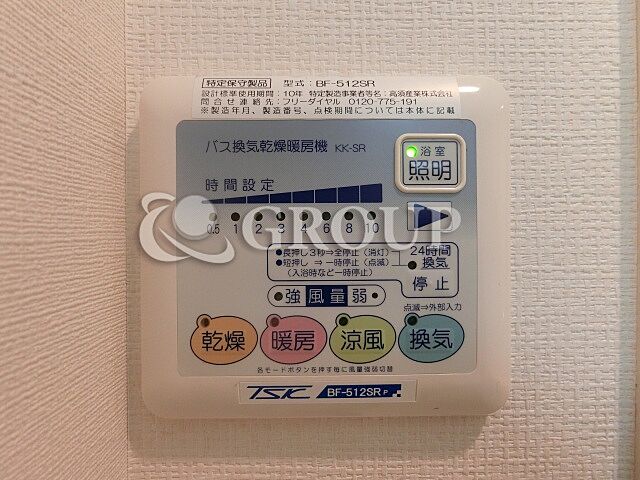 特定保守製品 型式：BF-512SR
設計標準使用期間：10年 特定製造事業者等名：高須産業株式会社
問合せ連絡先：フリーダイヤル 0120-775-191
※製造年月、製造番号、点検期間については本体に記載
バス換気乾燥暖房機 KK-SR
浴室
照明
時間設定
0.5 1 2 3 4 6 8 10
GROUP
●長押し3秒⇒全停止（消灯）
●短押し ⇒一時停止（点滅）
（入浴時など一時停止）
24時間
換気
停止
強 風量 弱
点滅⇒外部入力
乾燥 暖房 涼風 換気
各モードボタンを押す毎に風量強弱切替
TSK BF-512SR P